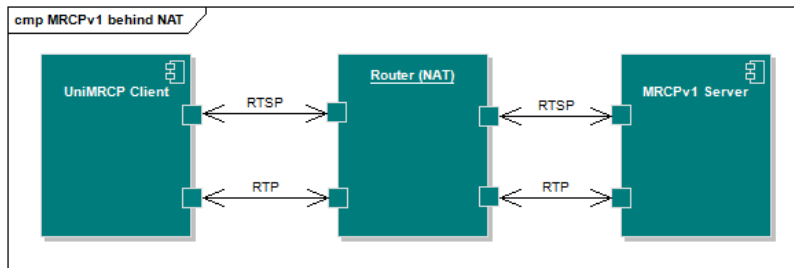 cmp MRCPv1 behind NAT
UniMRCP Client
Router (NAT)
MRCPv1 Server
RTSP
RTSP
RTP
RTP